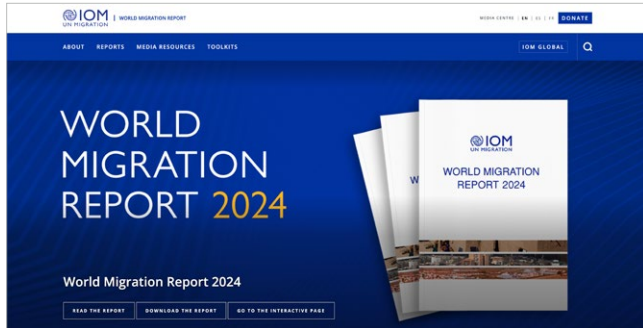 IOM
UN MIGRATION
WORLD MIGRATION REPORT
MEDIA CENTRE | EN | ES | FR
DONATE
ABOUT REPORTS MEDIA RESOURCES TOOLKITS
IOM GLOBAL
WORLD
MIGRATION
REPORT 2024
IOM
UN MIGRATION
WORLD MIGRATION
REPORT 2024
W
World Migration Report 2024
READ THE REPORT DOWNLOAD THE REPORT GO TO THE INTERACTIVE PAGE